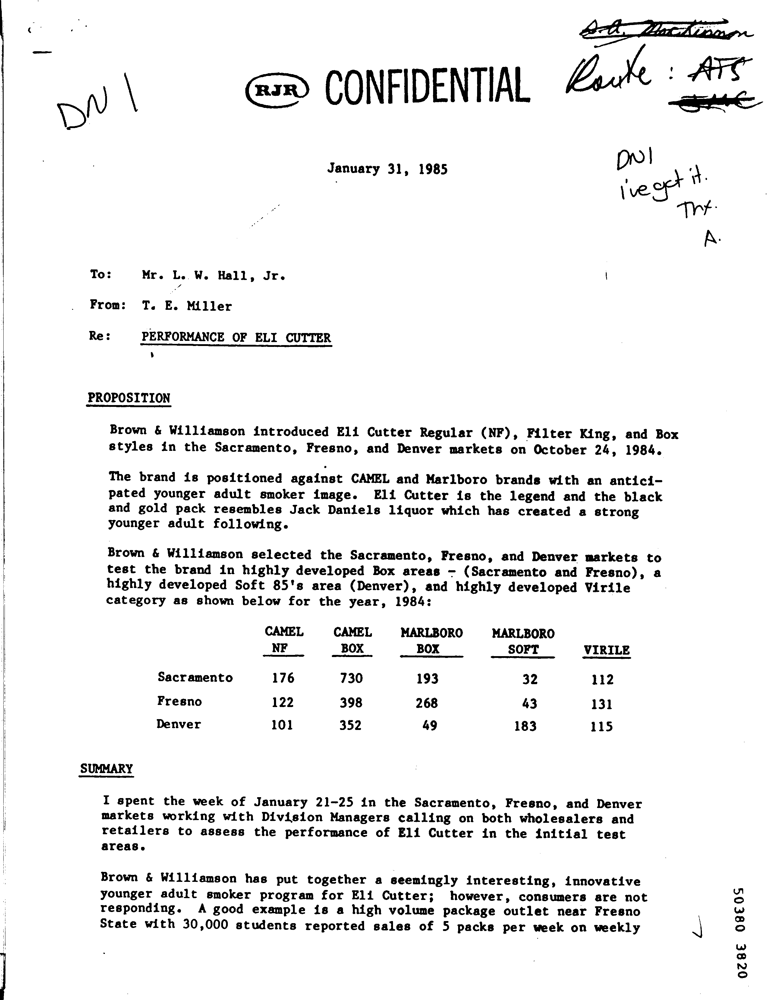 S.A. MacKinnon
RJR CONFIDENTIAL
Route: ATS
JMC
DN1
January 31, 1985
DN1
i've got it.
Thx.
A.
To: Mr. L. W. Hall, Jr.
From: T. E. Miller
Re: PERFORMANCE OF ELI CUTTER
PROPOSITION
Brown & Williamson introduced Eli Cutter Regular (NF), Filter King, and Box
styles in the Sacramento, Fresno, and Denver markets on October 24, 1984.
The brand is positioned against CAMEL and Marlboro brands with an antici-
pated younger adult smoker image. Eli Cutter is the legend and the black
and gold pack resembles Jack Daniels liquor which has created a strong
younger adult following.
Brown & Williamson selected the Sacramento, Fresno, and Denver markets to
test the brand in highly developed Box areas - (Sacramento and Fresno), a
highly developed Soft 85's area (Denver), and highly developed Virile
category as shown below for the year, 1984:
CAMEL CAMEL MARLBORO MARLBORO
NF BOX BOX SOFT VIRILE
Sacramento 176 730 193 32 112
Fresno 122 398 268 43 131
Denver 101 352 49 183 115
SUMMARY
I spent the week of January 21-25 in the Sacramento, Fresno, and Denver
markets working with Division Managers calling on both wholesalers and
retailers to assess the performance of Eli Cutter in the initial test
areas.
Brown & Williamson has put together a seemingly interesting, innovative
younger adult smoker program for Eli Cutter; however, consumers are not
responding. A good example is a high volume package outlet near Fresno
State with 30,000 students reported sales of 5 packs per week on weekly
50380 3820